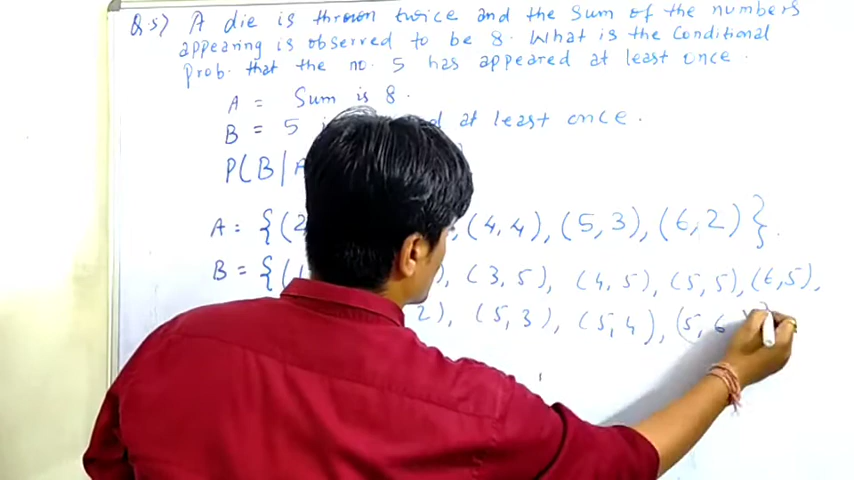 Q.5) A die is thrown twice and the sum of the numbers
appearing is observed to be 8. What is the conditional
prob. that the no. 5 has appeared at least once.
A = Sum is 8.
B = 5 at least once.
P(B|A
A = {(2, , (4,4), (5,3), (6,2)}.
B = {(1 ), (3,5), (4,5), (5,5), (6,5),
2), (5,3), (5,4), (5,6